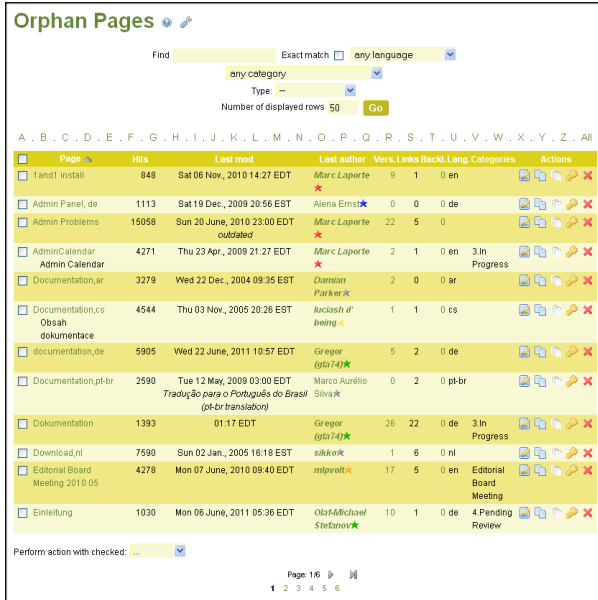 Orphan Pages
Find Exact match any language
any category
Type: --
Number of displayed rows 50 Go
A . B . C . D . E . F . G . H . I . J . K . L . M . N . O . P . Q . R . S . T . U . V . W . X . Y . Z . All
Page Hits Last mod Last author Vers. Links Backl. Lang. Categories Actions
1and1 install 848 Sat 06 Nov., 2010 14:27 EDT Marc Laporte 9 1 0 en
Admin Panel, de 1113 Sat 19 Dec., 2009 20:56 EST Alena Ernst 0 0 0 de
Admin Problems 15058 Sun 20 June, 2010 23:00 EDT Marc Laporte 22 5 0
outdated
AdminCalendar 4271 Thu 23 Apr., 2009 21:27 EDT Marc Laporte 2 1 0 en 3.In
Admin Calendar Progress
Documentation,ar 3279 Wed 22 Dec., 2004 09:35 EST Damian 2 0 0 ar
Parker
Documentation,cs 4544 Thu 03 Nov., 2005 20:26 EST luciash d' 1 1 0 cs
Obsah being
dokumentace
documentation,de 5905 Wed 22 June, 2011 10:57 EDT Gregor 5 2 0 de
(gta74)
Documentation,pt-br 2590 Tue 12 May, 2009 03:00 EDT Marco Aurélio 0 2 0 pt-br
Tradução para o Português do Brasil Silva
(pt-br translation)
Dokumentation 1393 01:17 EDT Gregor 26 22 0 de 3.In
(gta74) Progress
Download,nl 7590 Sun 02 Jan., 2005 16:18 EST sikko 1 6 0 nl
Editorial Board 4278 Mon 07 June, 2010 09:40 EDT mlpvolt 17 5 0 en Editorial
Meeting 2010 05 Board
Meeting
Einleitung 1030 Mon 06 June, 2011 05:36 EDT Olaf-Michael 10 1 0 de 4.Pending
Stefanov Review
Perform action with checked: ...
Page: 1/6
1 2 3 4 5 6